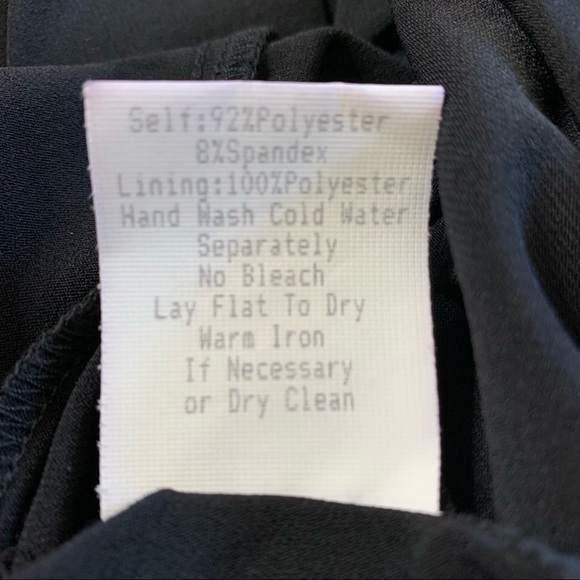 Self:92%Polyester
8%Spandex
Lining:100%Polyester
Hand Wash Cold Water
Separately
No Bleach
Lay Flat To Dry
Warm Iron
If Necessary
or Dry Clean